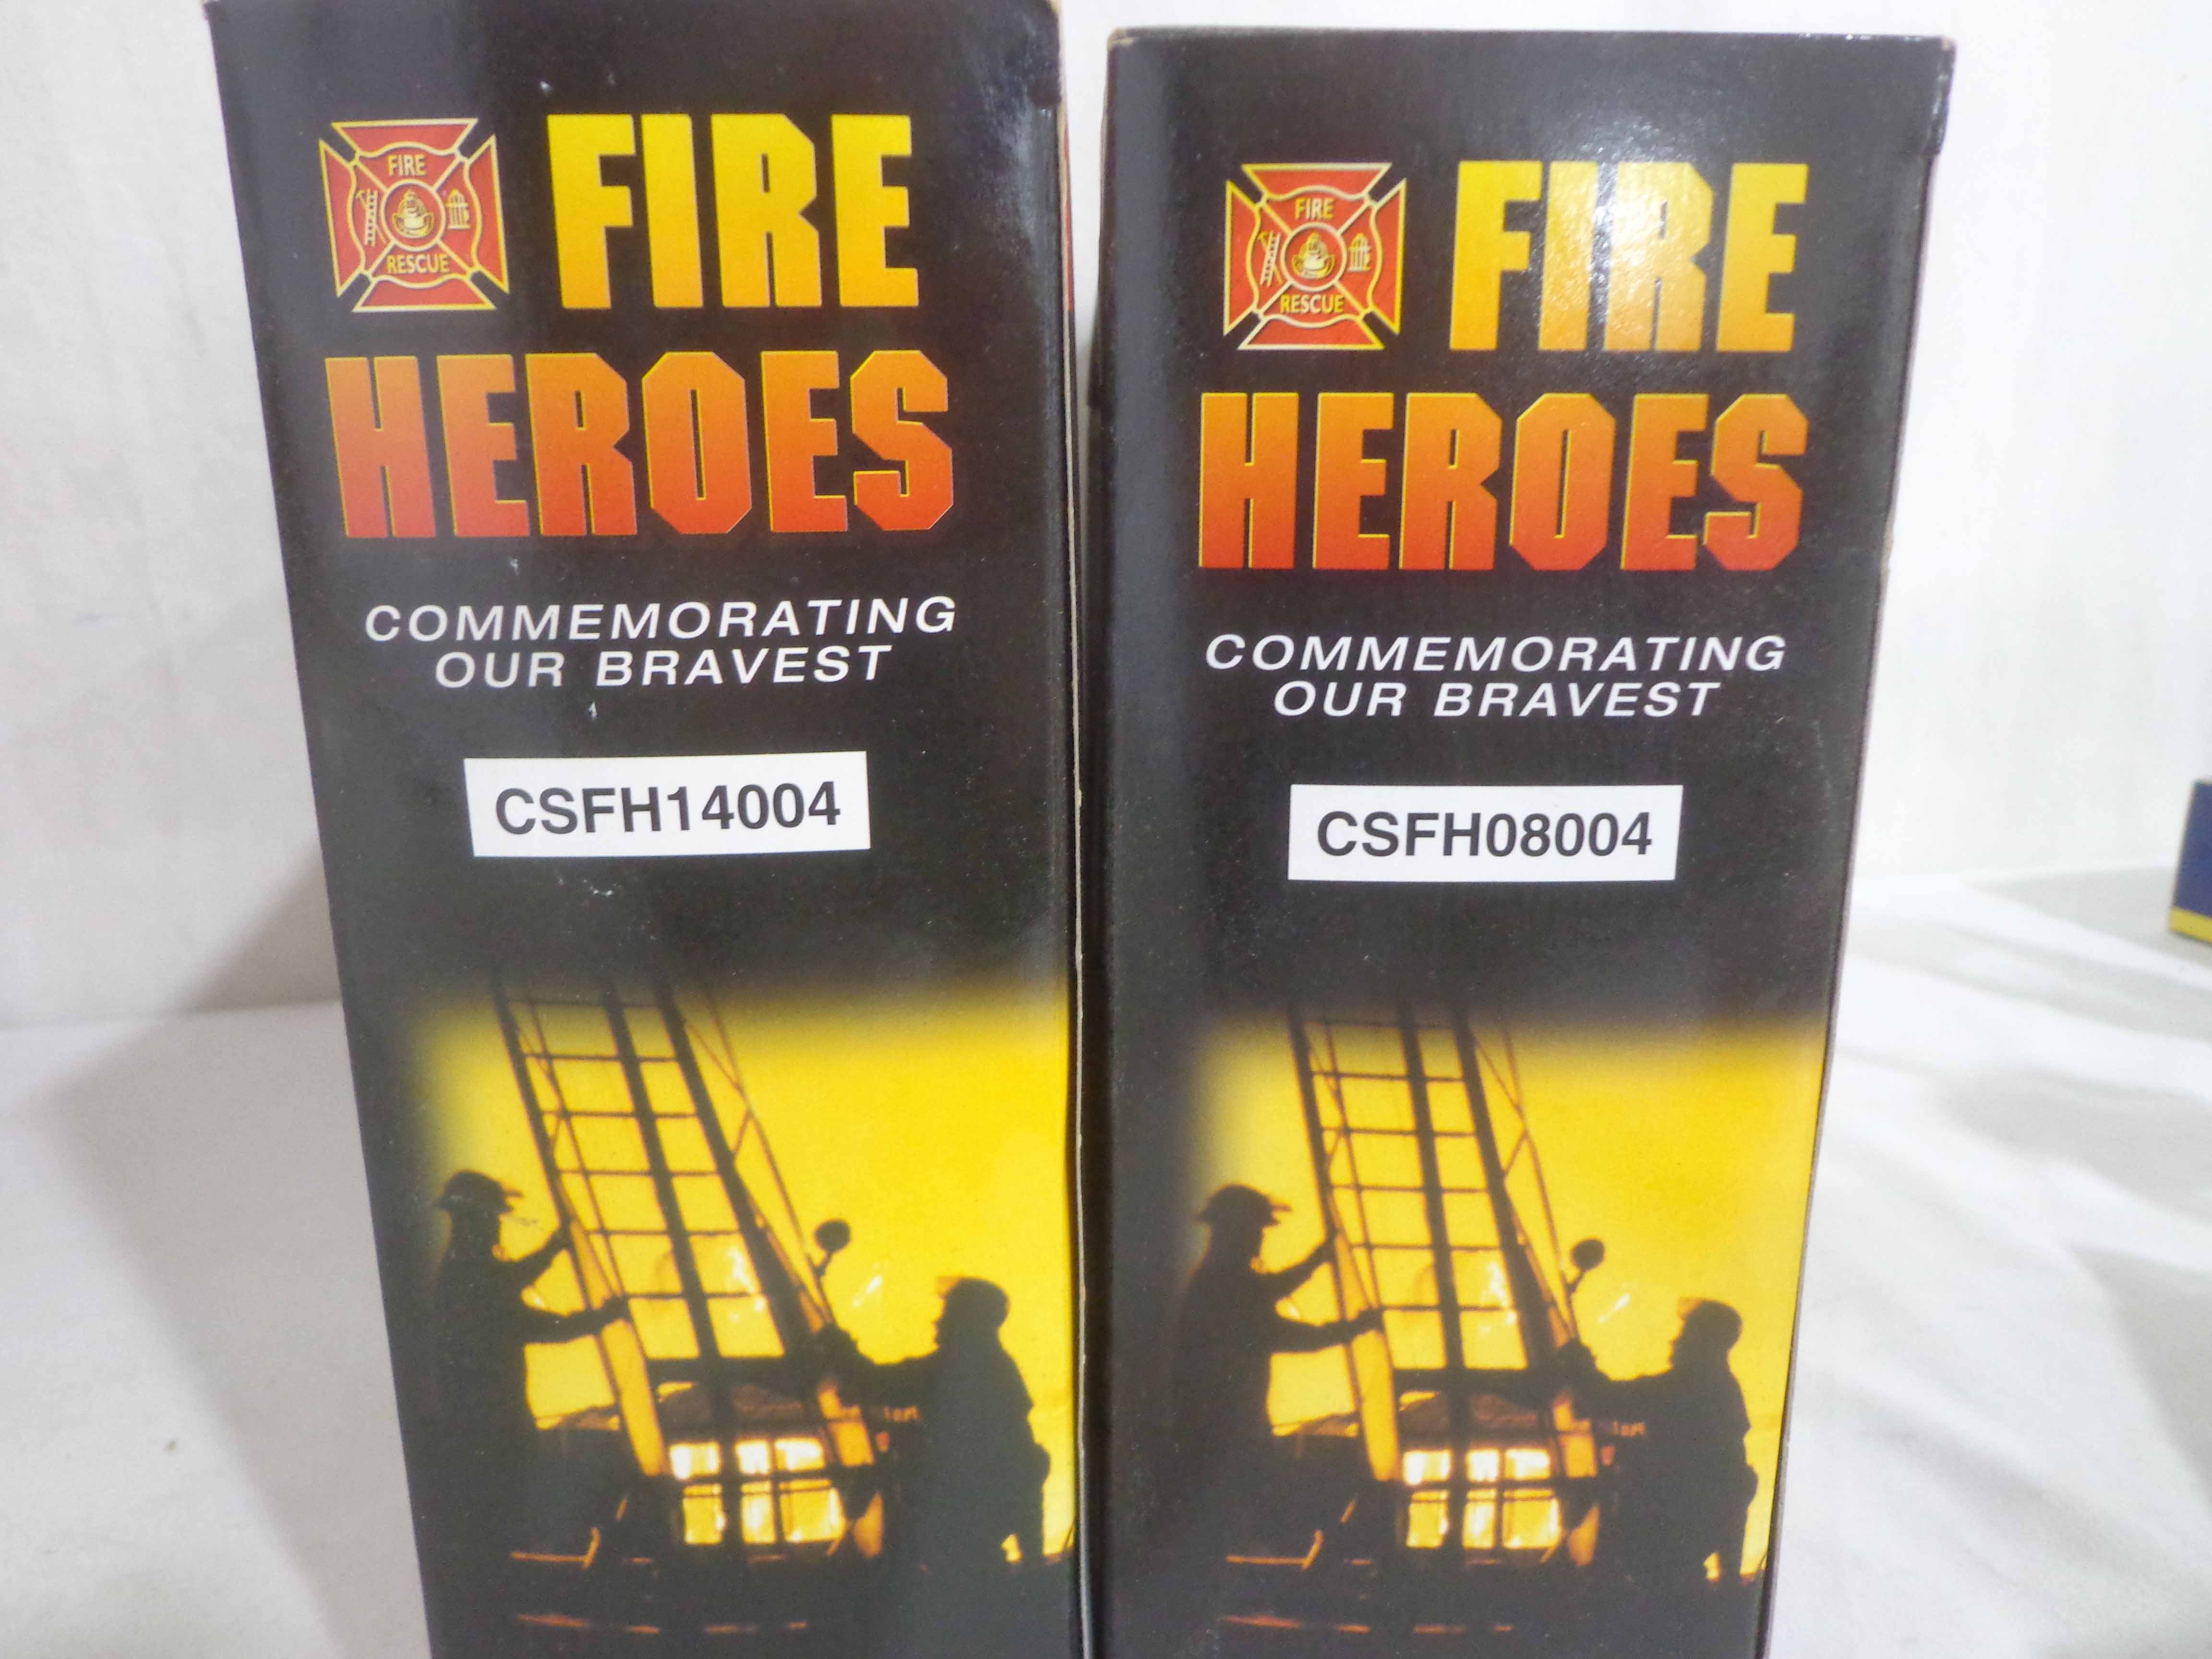 FIRE
RESCUE
FIRE
HEROES
COMMEMORATING
OUR BRAVEST
CSFH14004
FIRE
RESCUE
FIRE
HEROES
COMMEMORATING
OUR BRAVEST
CSFH08004